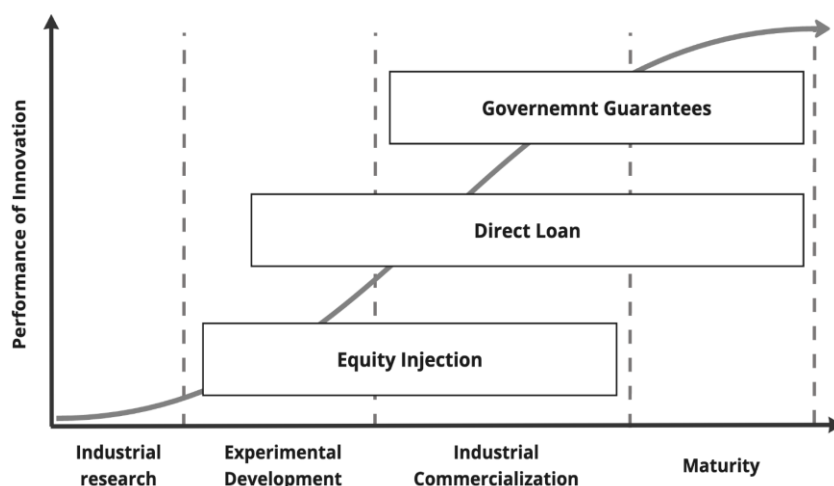 Performance of Innovation
Governemnt Guarantees
Direct Loan
Equity Injection
Industrial
research
Experimental
Development
Industrial
Commercialization
Maturity